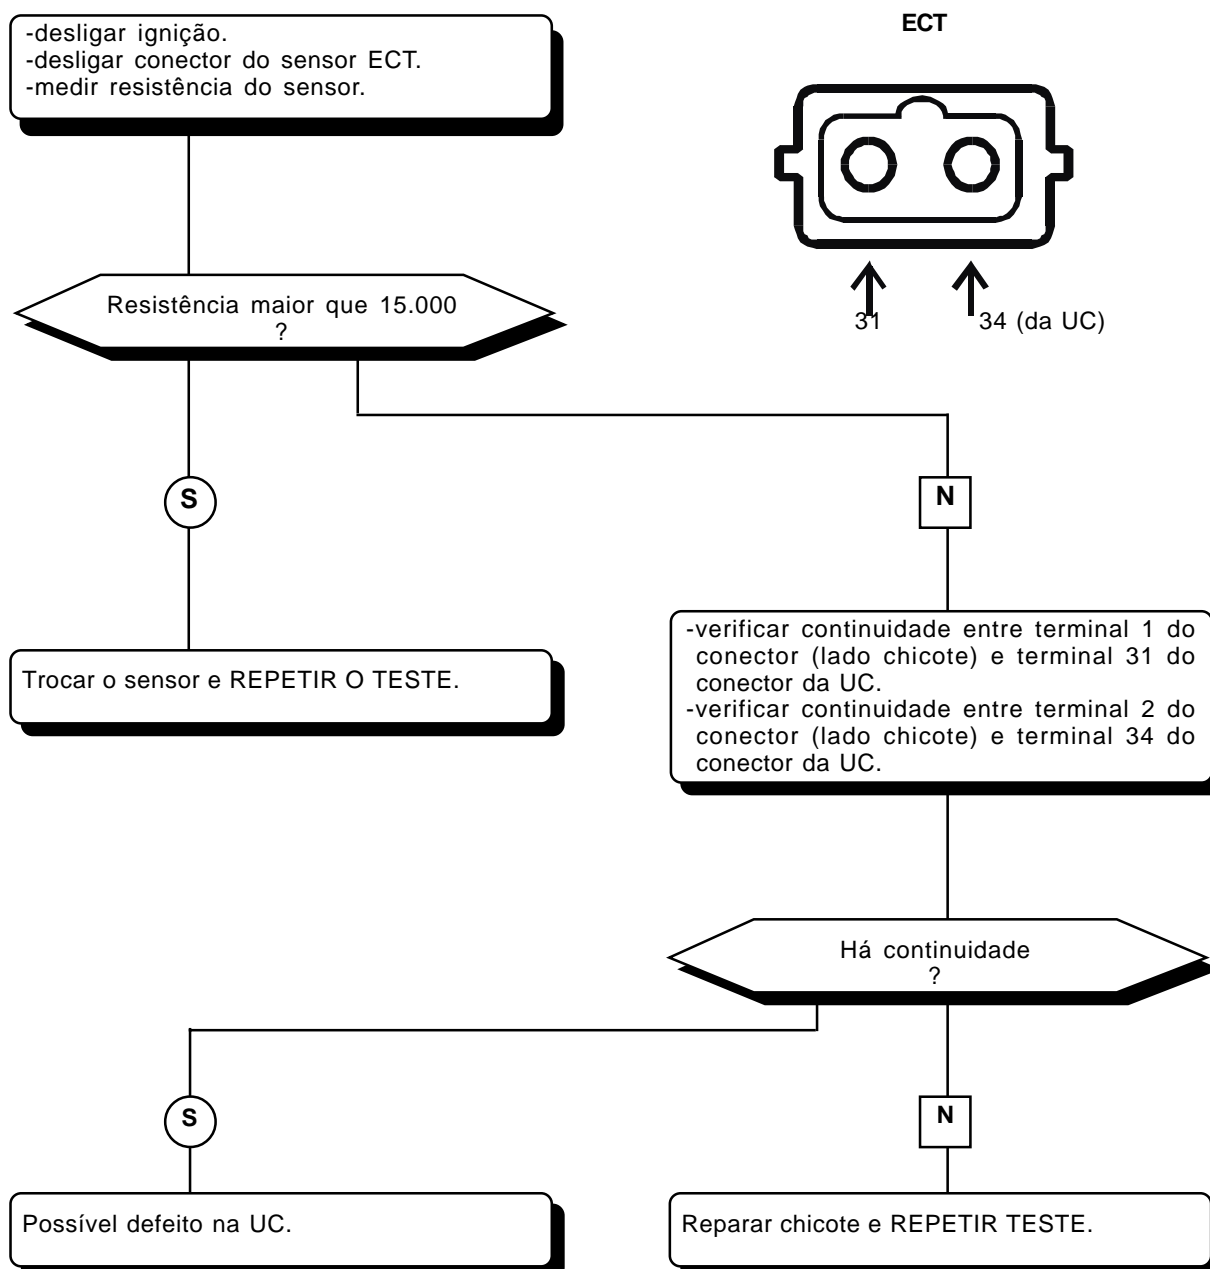 -desligar ignição.
-desligar conector do sensor ECT.
-medir resistência do sensor.
ECT
31
34 (da UC)
Resistência maior que 15.000
?
S
N
Trocar o sensor e REPETIR O TESTE.
-verificar continuidade entre terminal 1 do
conector (lado chicote) e terminal 31 do
conector da UC.
-verificar continuidade entre terminal 2 do
conector (lado chicote) e terminal 34 do
conector da UC.
Há continuidade
?
S
N
Possível defeito na UC.
Reparar chicote e REPETIR TESTE.